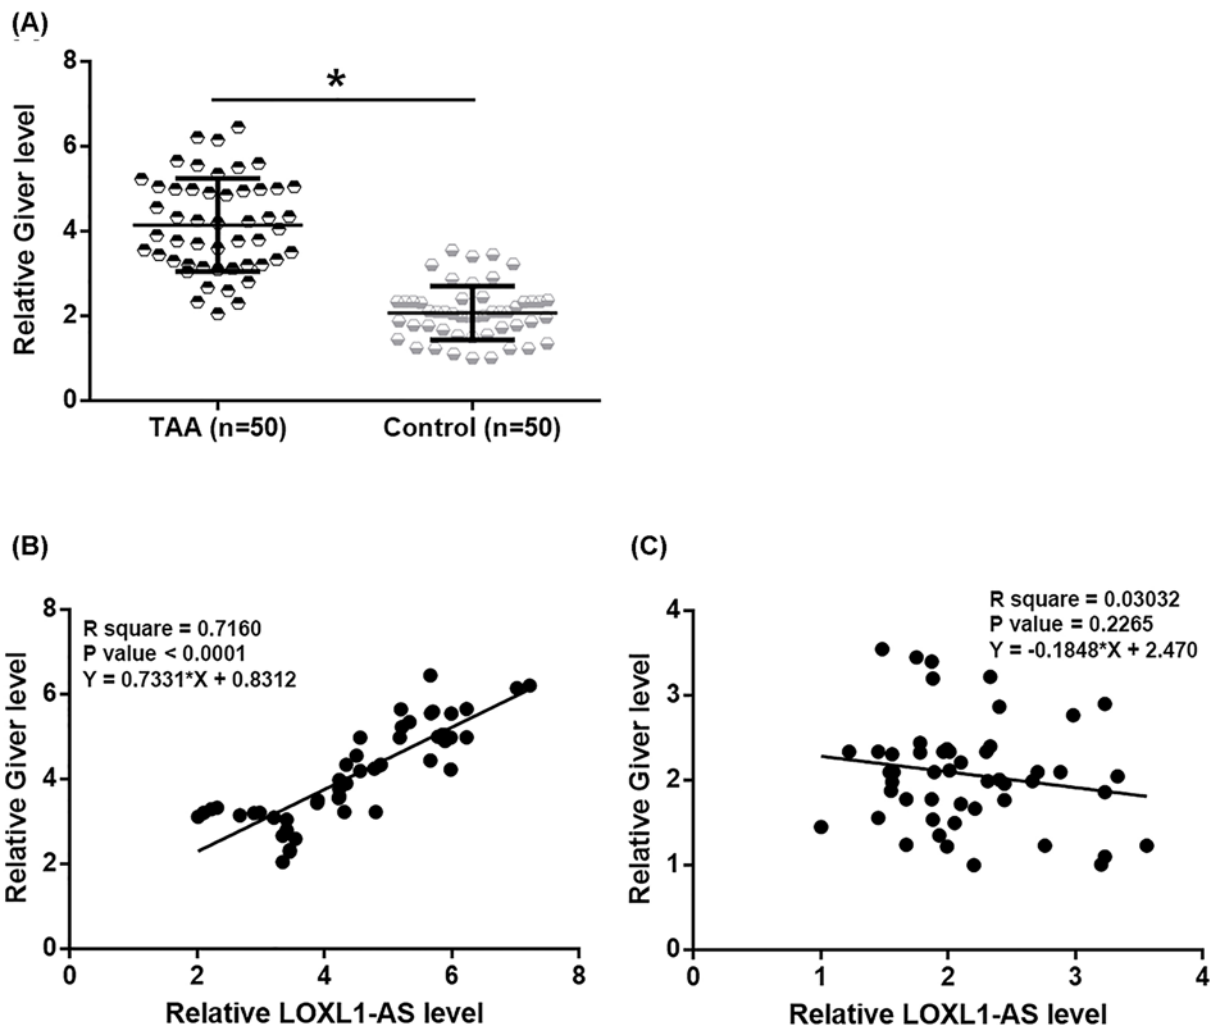 (A)
8
6
4
2
0
Relative Giver level
*
TAA (n=50)
Control (n=50)
(B)
8
6
4
2
0
Relative Giver level
R square = 0.7160
P value < 0.0001
Y = 0.7331*X + 0.8312
0 2 4 6 8
Relative LOXL1-AS level
(C)
4
3
2
1
0
Relative Giver level
R square = 0.03032
P value = 0.2265
Y = -0.1848*X + 2.470
0 1 2 3 4
Relative LOXL1-AS level